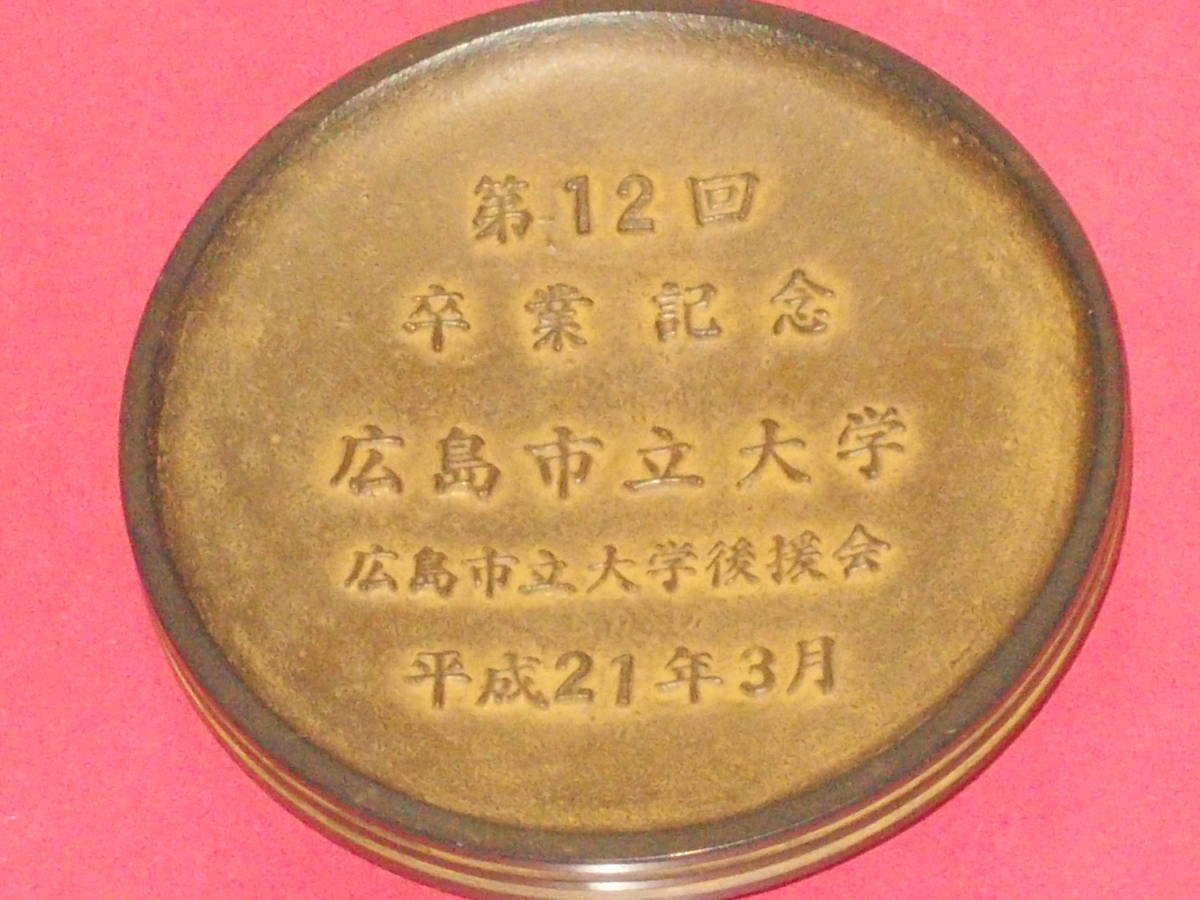 第12回
卒業記念
広島市立大学
広島市立大学後援会
平成21年3月